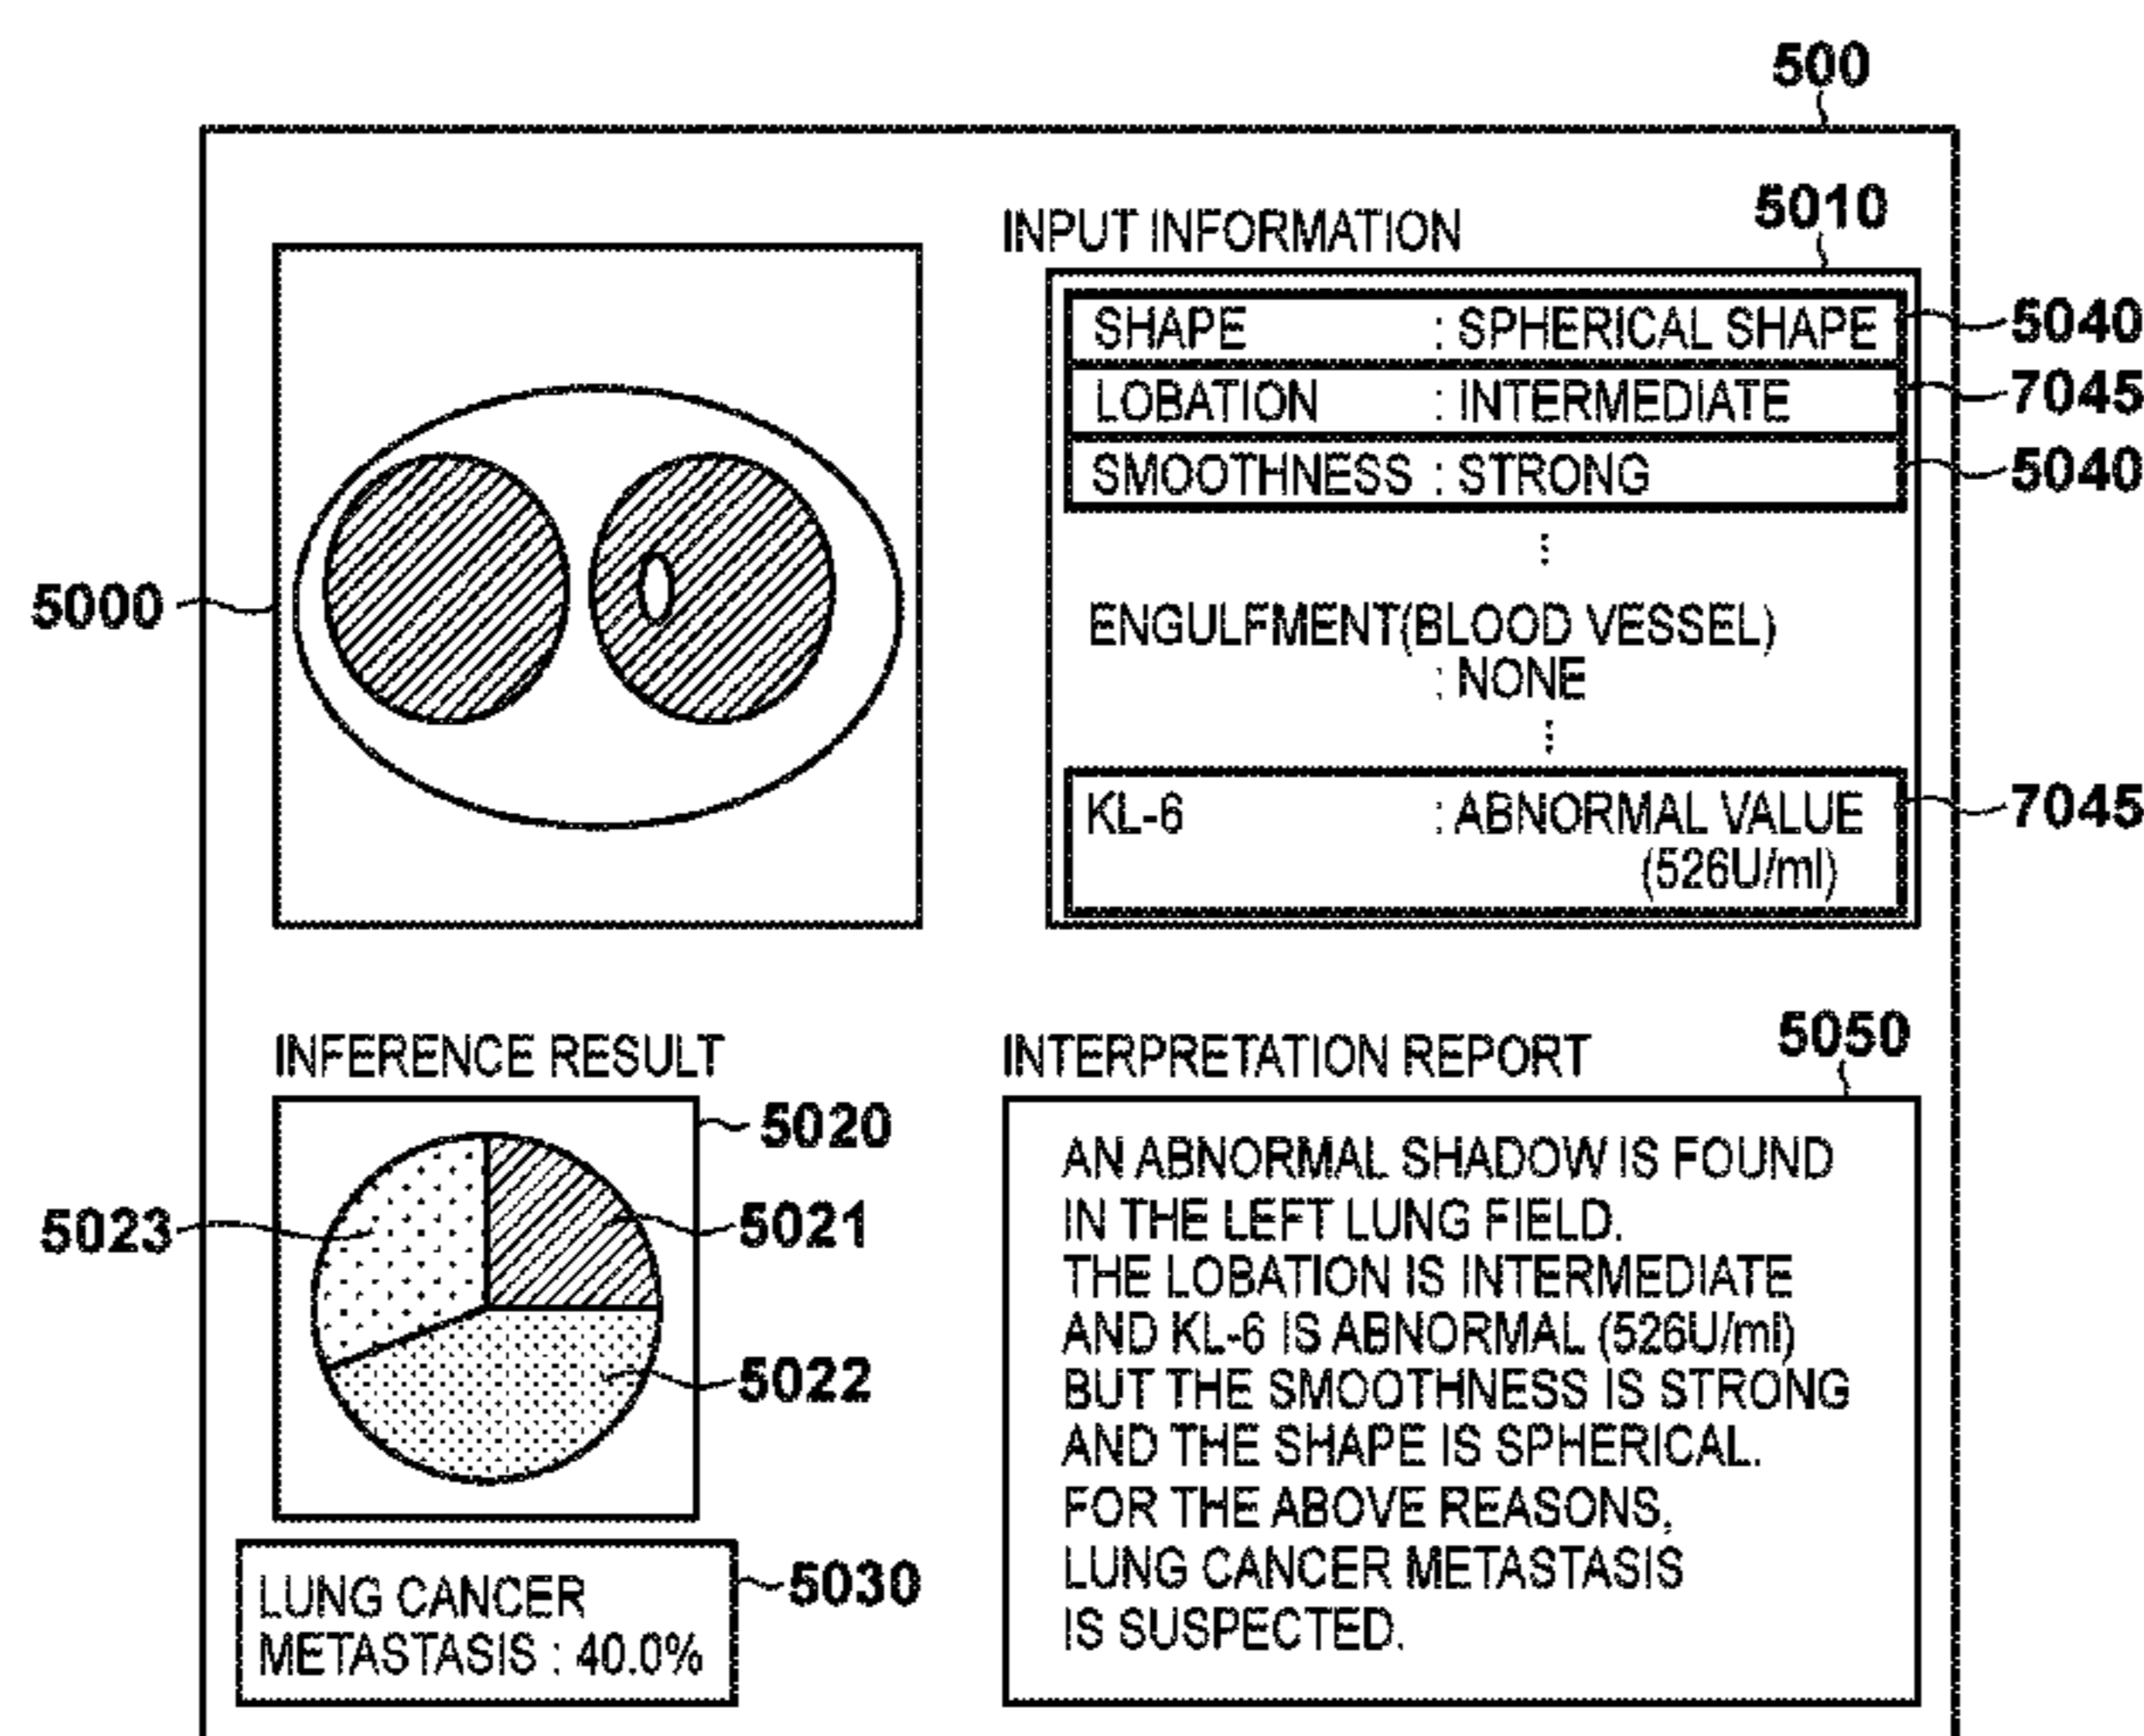 500
INPUT INFORMATION
5010
SHAPE : SPHERICAL SHAPE
5040
LOBATION : INTERMEDIATE
7045
SMOOTHNESS : STRONG
5040
⋮
5000
ENGULFMENT(BLOOD VESSEL)
: NONE
⋮
KL-6 : ABNORMAL VALUE
7045
(526U/ml)
INFERENCE RESULT
5020
5023
5021
5022
LUNG CANCER
METASTASIS : 40.0%
5030
INTERPRETATION REPORT
5050
AN ABNORMAL SHADOW IS FOUND
IN THE LEFT LUNG FIELD.
THE LOBATION IS INTERMEDIATE
AND KL-6 IS ABNORMAL (526U/ml)
BUT THE SMOOTHNESS IS STRONG
AND THE SHAPE IS SPHERICAL.
FOR THE ABOVE REASONS,
LUNG CANCER METASTASIS
IS SUSPECTED.